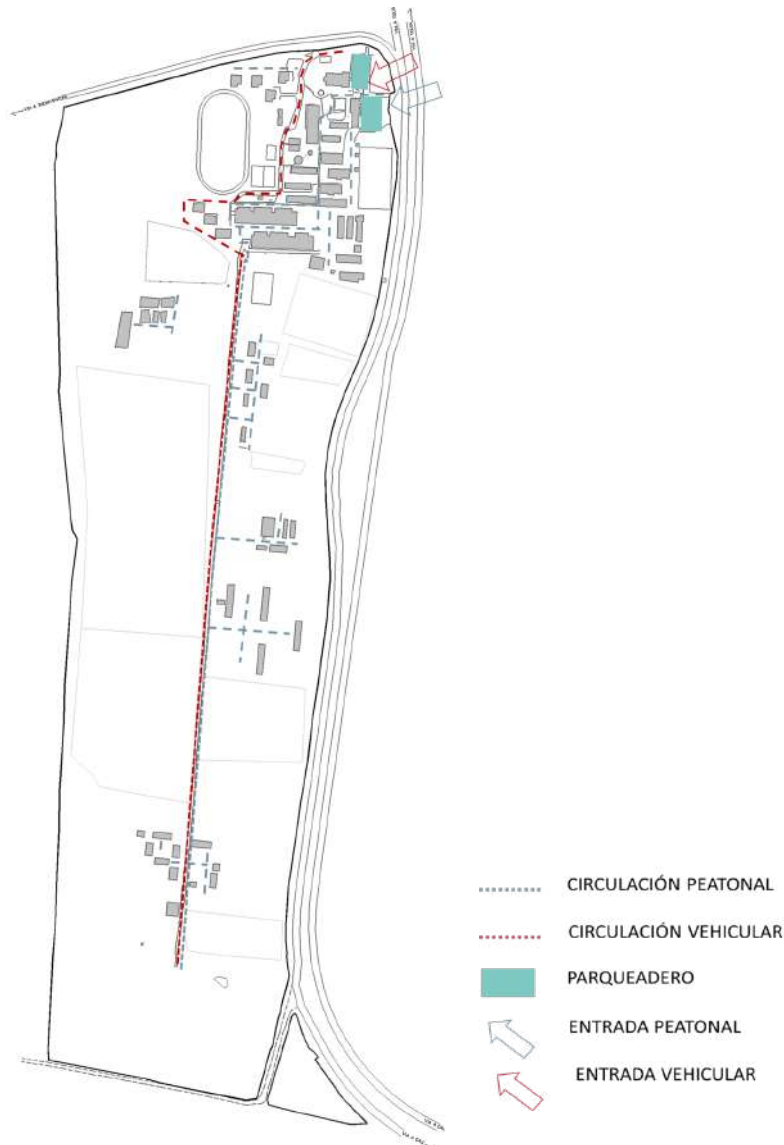 CIRCULACIÓN PEATONAL
CIRCULACIÓN VEHICULAR
PARQUEADERO
ENTRADA PEATONAL
ENTRADA VEHICULAR